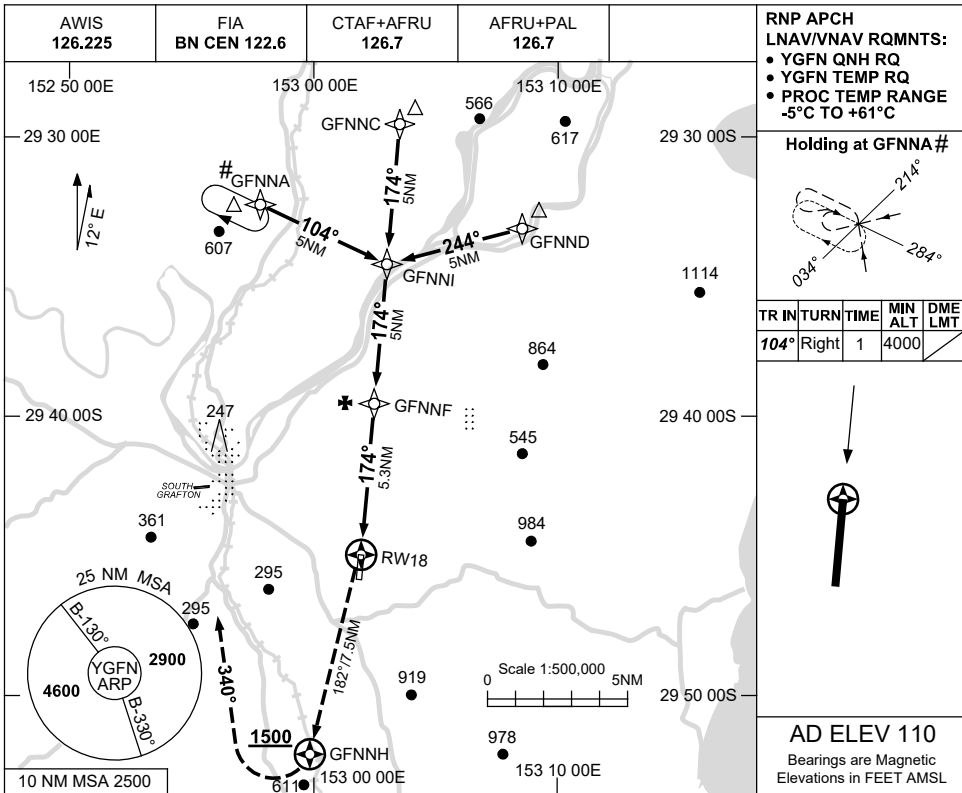 AWIS
126.225
FIA
BN CEN 122.6
CTAF+AFRU
126.7
AFRU+PAL
126.7
RNP APCH
LNAV/VNAV RQMNTS:
• YGFN QNH RQ
• YGFN TEMP RQ
• PROC TEMP RANGE
-5°C TO +61°C
152 50 00E
153 00 00E
153 10 00E
29 30 00E
29 30 00S
GFNNC
566
617
Holding at GFNNA #
214°
284°
034°
12° E
# GFNNA
607
104°
5NM
174°
5NM
244°
5NM
GFNND
GFNNI
1114
TR IN
TURN
TIME
MIN ALT
DME LMT
104°
Right
1
4000
174°
5NM
864
GFNNF
29 40 00S
29 40 00S
247
SOUTH
GRAFTON
545
174°
5.3NM
361
984
RW18
25 NM MSA
295
295
B-130°
YGFN
ARP
2900
4600
B-330°
340°
182°/7.5NM
919
Scale 1:500,000
0
5NM
29 50 00S
1500
GFNNH
978
153 00 00E
153 10 00E
611
10 NM MSA 2500
AD ELEV 110
Bearings are Magnetic
Elevations in FEET AMSL